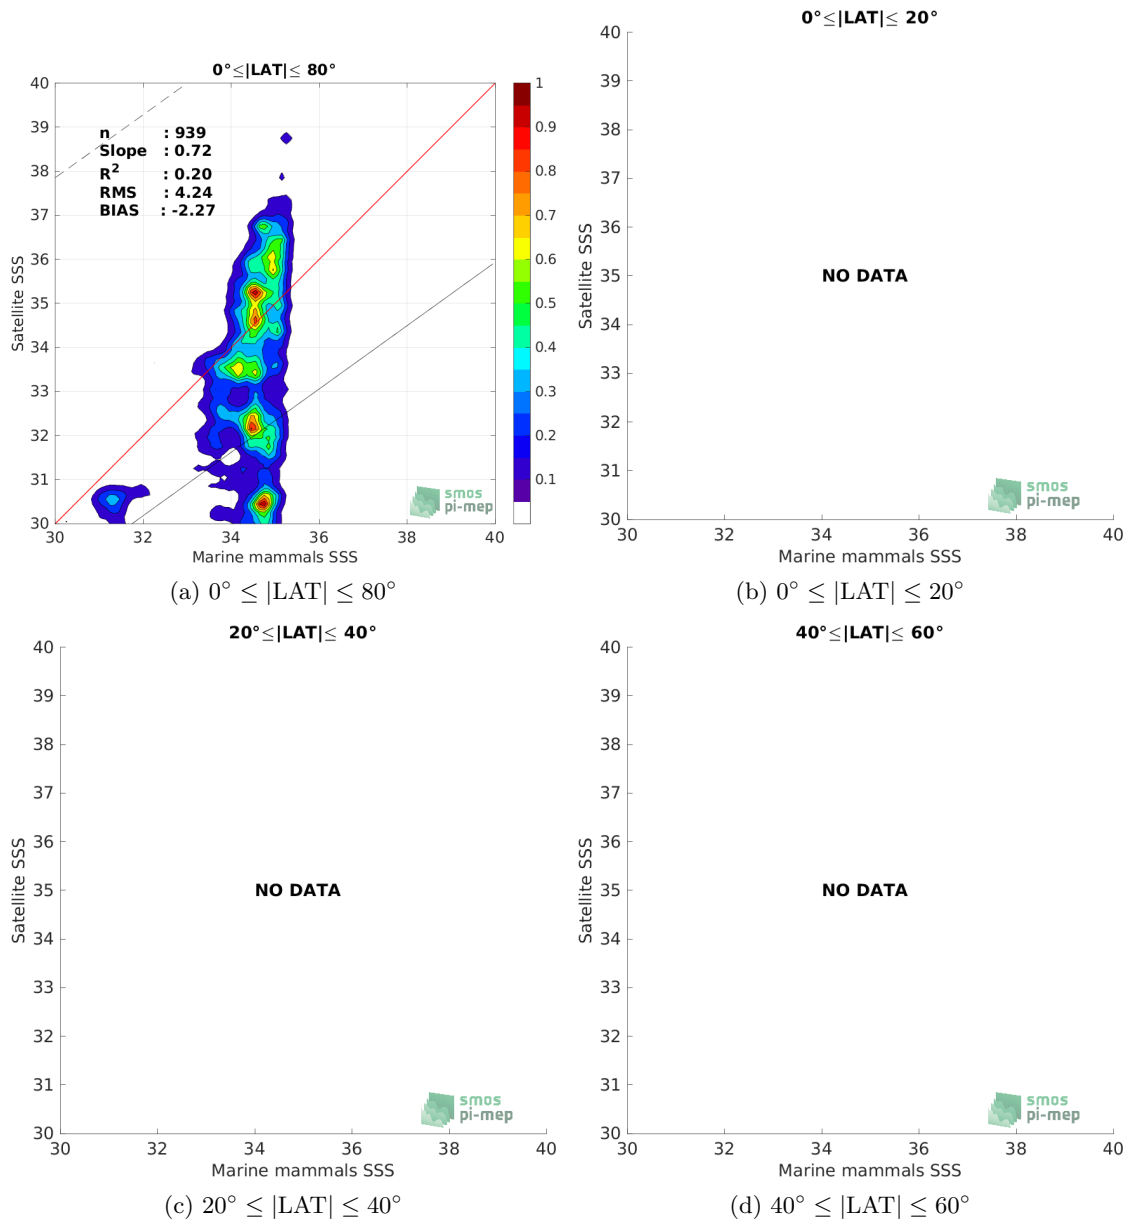 0°≤|LAT|≤ 80°
40
39
38
37
36
35
34
33
32
31
30
Satellite SSS
n : 939
Slope : 0.72
R² : 0.20
RMS : 4.24
BIAS : -2.27
smos
pi-mep
30 32 34 36 38 40
Marine mammals SSS
1
0.9
0.8
0.7
0.6
0.5
0.4
0.3
0.2
0.1
(a) 0° ≤ |LAT| ≤ 80°
0°≤|LAT|≤ 20°
40
39
38
37
36
35
34
33
32
31
30
Satellite SSS
NO DATA
smos
pi-mep
30 32 34 36 38 40
Marine mammals SSS
(b) 0° ≤ |LAT| ≤ 20°
20°≤|LAT|≤ 40°
40
39
38
37
36
35
34
33
32
31
30
Satellite SSS
NO DATA
smos
pi-mep
30 32 34 36 38 40
Marine mammals SSS
(c) 20° ≤ |LAT| ≤ 40°
40°≤|LAT|≤ 60°
40
39
38
37
36
35
34
33
32
31
30
Satellite SSS
NO DATA
smos
pi-mep
30 32 34 36 38 40
Marine mammals SSS
(d) 40° ≤ |LAT| ≤ 60°